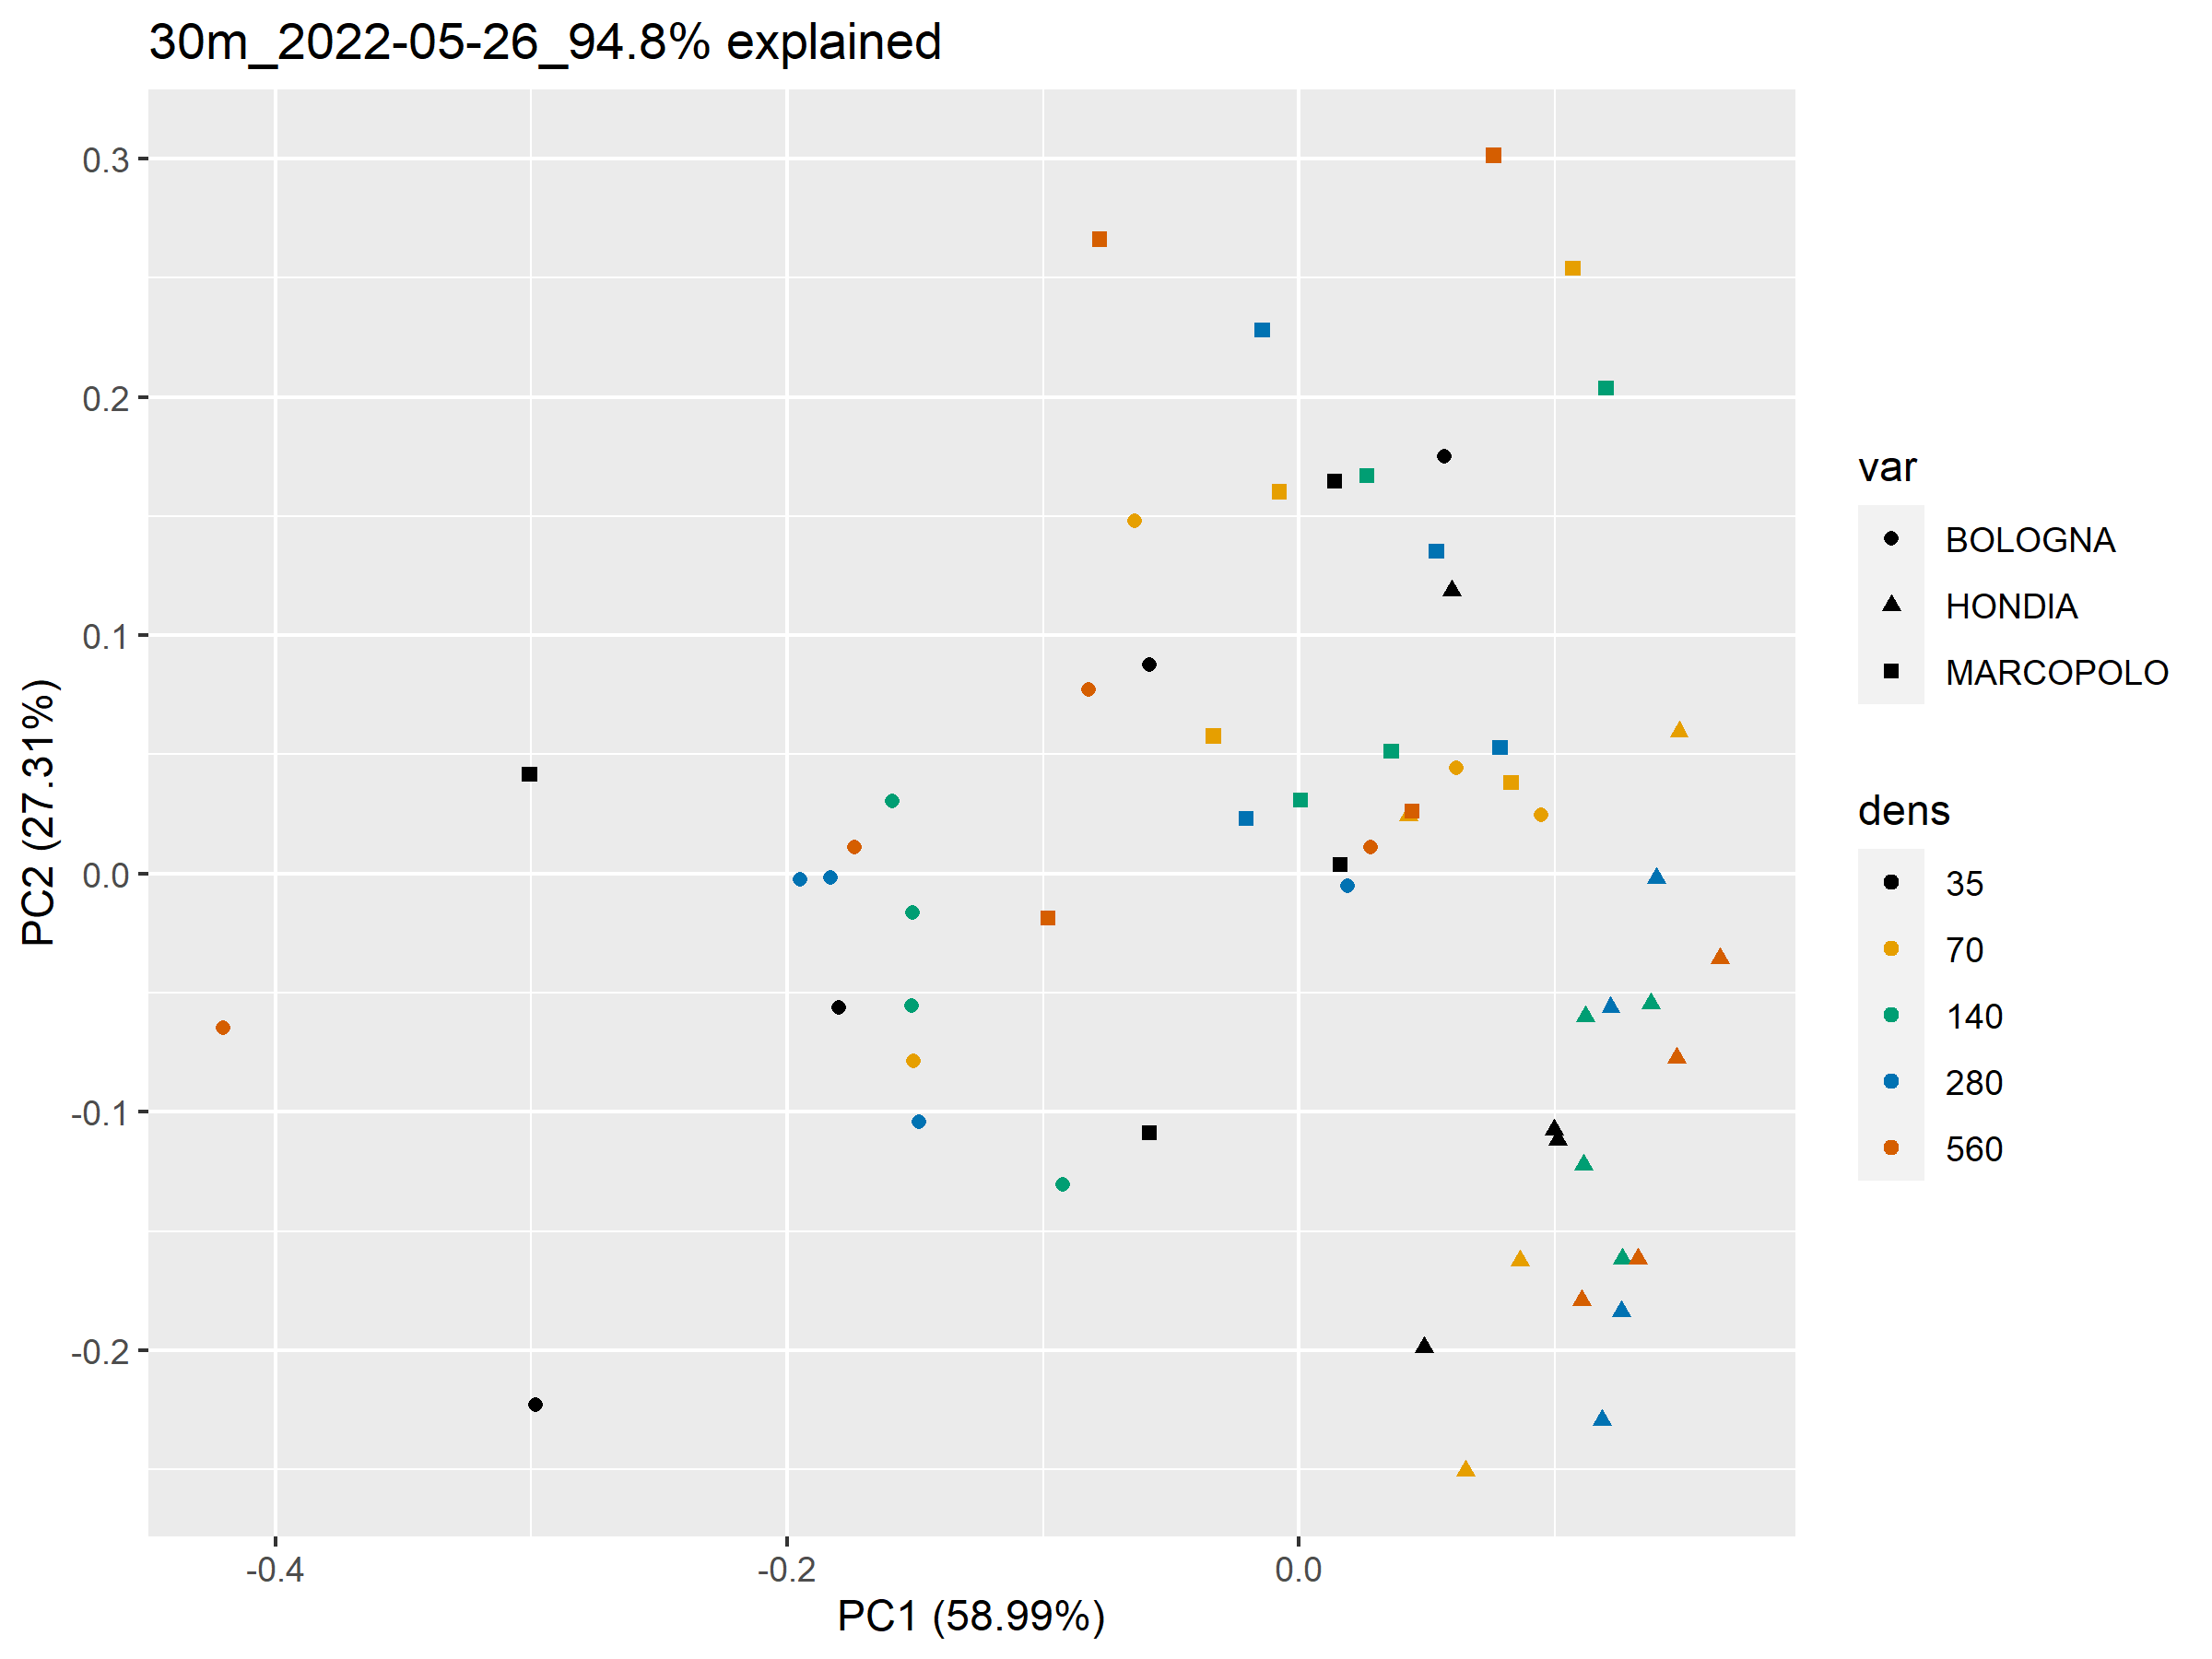 30m_2022-05-26_94.8% explained
0.3
0.2
0.1
0.0
-0.1
-0.2
PC2 (27.31%)
-0.4
-0.2
0.0
PC1 (58.99%)
var
BOLOGNA
HONDIA
MARCOPOLO
dens
35
70
140
280
560